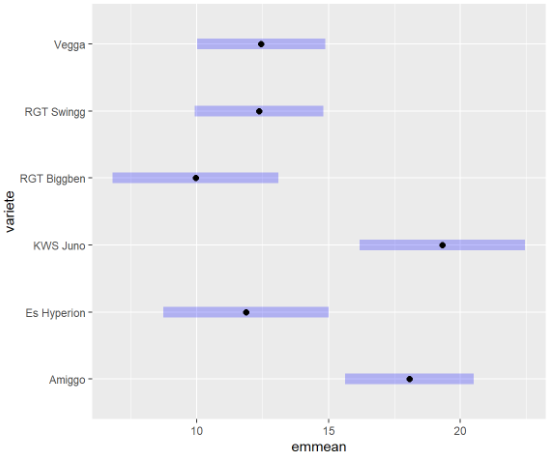 Vegga
RGT Swingg
RGT Biggben
KWS Juno
Es Hyperion
Amiggo
variete
10 15 20
emmean